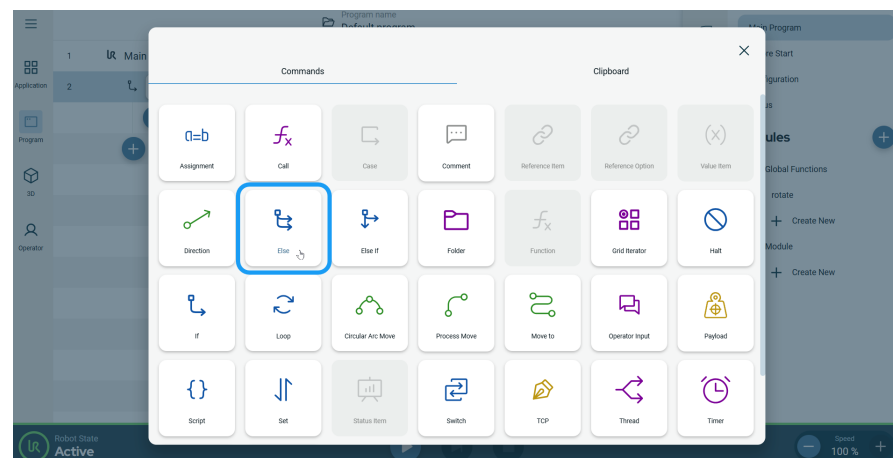 Program name
Default program
Application
Program
3D
Operator
1
Main
2
Commands
Clipboard
a=b
Assignment
Call
Case
Comment
Reference Item
Reference Option
(x)
Value Item
Direction
Else
Else If
Folder
Function
Grid Iterator
Halt
If
Loop
Circular Arc Move
Process Move
Move to
Operator Input
Payload
{ }
Script
Set
Status Item
Switch
TCP
Thread
Timer
Program
re Start
Global Functions
rotate
Create New
Module
Create New
Robot State
Active
Speed
100 %